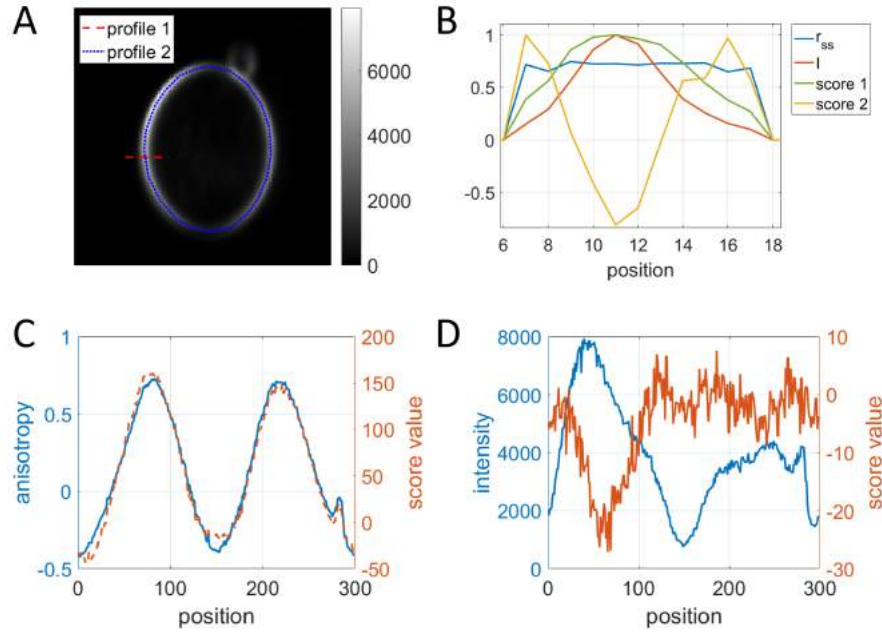 A
profile 1
profile 2
6000
4000
2000
0
B
1
0.5
0
-0.5
6 8 10 12 14 16 18
position
r_ss
I
score 1
score 2
C
1
0.5
0
-0.5
anisotropy
200
150
100
50
0
-50
score value
0 100 200 300
position
D
8000
6000
4000
2000
0
intensity
10
0
-10
-20
-30
score value
0 100 200 300
position